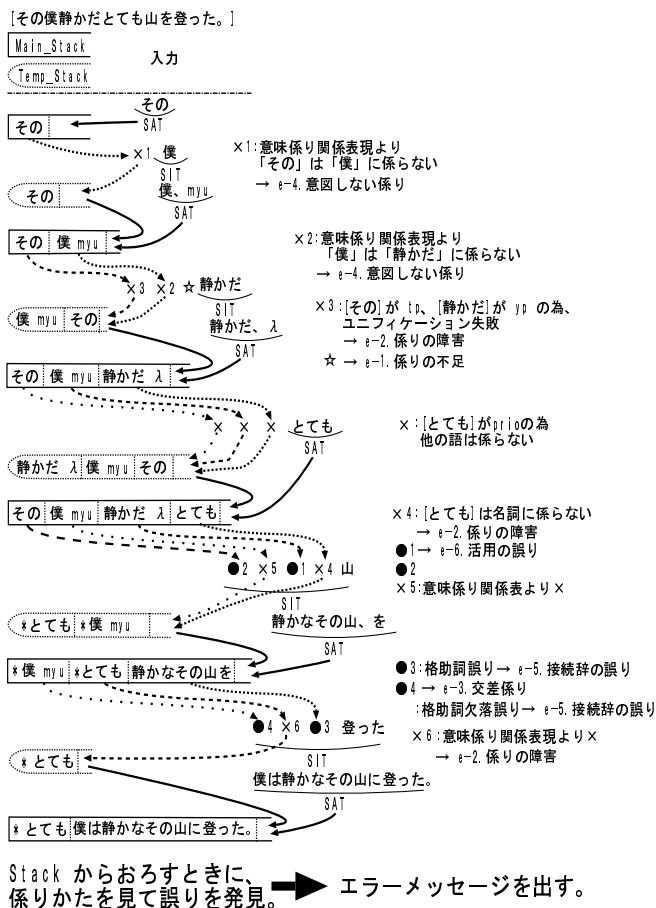 [その僕静かだとても山を登った。]
Main_Stack
入力
Temp_Stack
その
SAT
その
×1 僕
SIT
×1:意味係り関係表現より
「その」は「僕」に係らない
→ e-4.意図しない係り
その
僕、myu
SAT
その 僕 myu
×2:意味係り関係表現より
「僕」は「静かだ」に係らない
→ e-4.意図しない係り
×3 ×2 ☆ 静かだ
SIT
僕 myu その
静かだ、λ
SAT
×3:[その]が tp、[静かだ]が yp の為、
ユニフィケーション失敗
→ e-2.係りの障害
☆ → e-1.係りの不足
その 僕 myu 静かだ λ
× × × とても
SAT
×:[とても]がprioの為
他の語は係らない
静かだ λ 僕 myu その
その 僕 myu 静かだ λ とても
×4:[とても]は名詞に係らない
→ e-2.係りの障害
●1→ e-6.活用の誤り
●2
×5:意味係り関係表より×
●2 ×5 ●1 ×4 山
SIT
*とても *僕 myu
静かなその山、を
SAT
*僕 myu *とても 静かなその山を
●3:格助詞誤り→ e-5.接続辞の誤り
●4 → e-3.交差係り
:格助詞欠落誤り→ e-5.接続辞の誤り
×6:意味係り関係表現より×
→ e-2.係りの障害
●4 ×6 ●3 登った
SIT
* とても
僕は静かなその山に登った。
SAT
* とても 僕は静かなその山に登った。
Stack からおろすときに、
係りかたを見て誤りを発見。
エラーメッセージを出す。